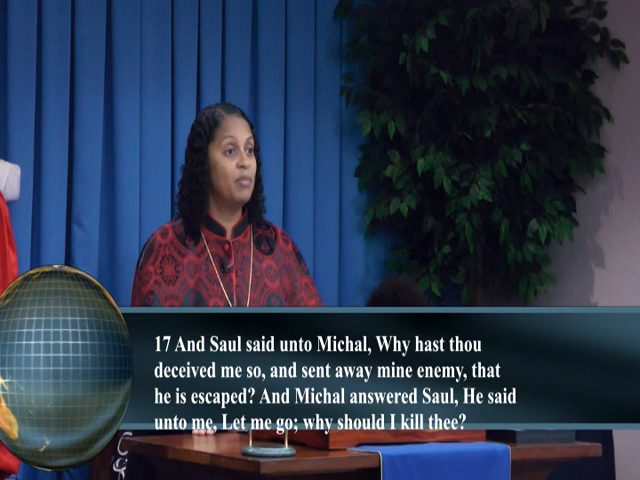 17 And Saul said unto Michal, Why hast thou
deceived me so, and sent away mine enemy, that
he is escaped? And Michal answered Saul, He said
unto me, Let me go; why should I kill thee?